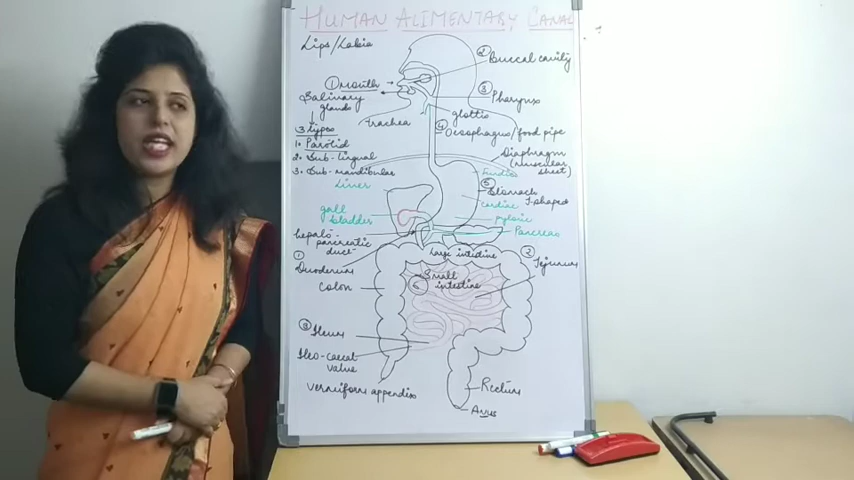 HUMAN ALIMENTARY CANAL
Lips/Labia
② Buccal cavity
① mouth
Salivary
glands
③ Pharynx
glottis
trachea
3 types
④ Oesophagus/food pipe
1. Parotid
2. Sub-lingual
3. Sub-mandibular
Diaphragm
(muscular
sheet)
Fundus
⑤ Stomach
J-shaped
Liver
cardiac
gall
bladder
pyloric
Pancreas
hepato-
pancreatic
duct
① Duodenum
Large intestine
② Jejunum
Small
⑥ intestine
Colon
③ Ileum
Ileo-caecal
valve
Vermiform appendix
Rectum
Anus